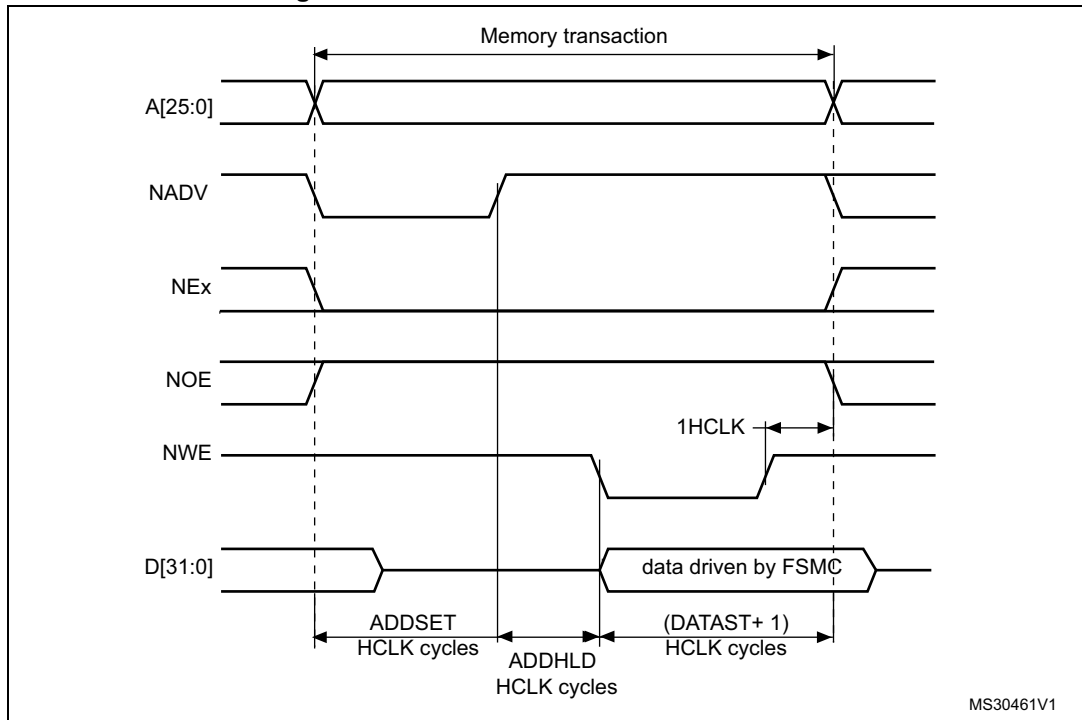 Memory transaction
A[25:0]
NADV
NEx
NOE
1HCLK
NWE
D[31:0]
data driven by FSMC
ADDSET
HCLK cycles
(DATAST+ 1)
HCLK cycles
ADDHLD
HCLK cycles
MS30461V1